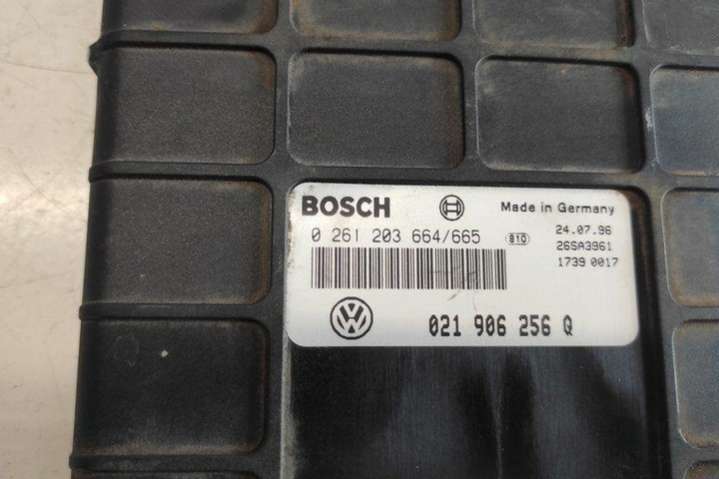 BOSCH
Made in Germany
0 261 203 664/665
810
24.07.96
26SA3961
1739 0017
VW
021 906 256 Q